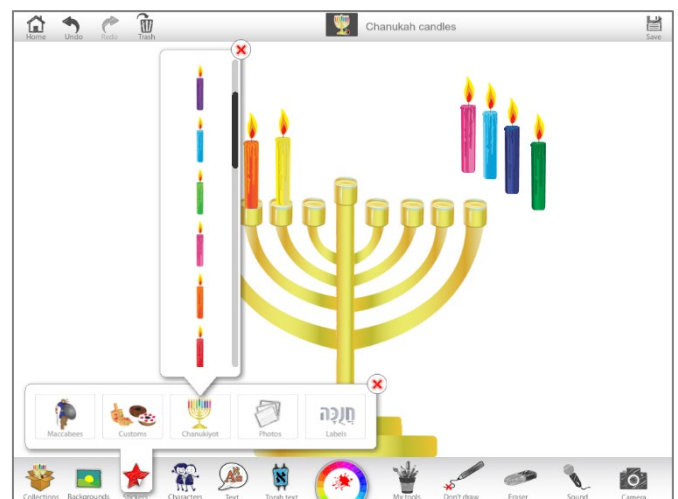 Home Undo Redo Trash Chanukah candles Save
Maccabees Customs Chanukiyot Photos Labels
חֲנֻכָּה
Collections Backgrounds Stickers Characters Text Torah text My tools Don't draw Eraser Sound Camera